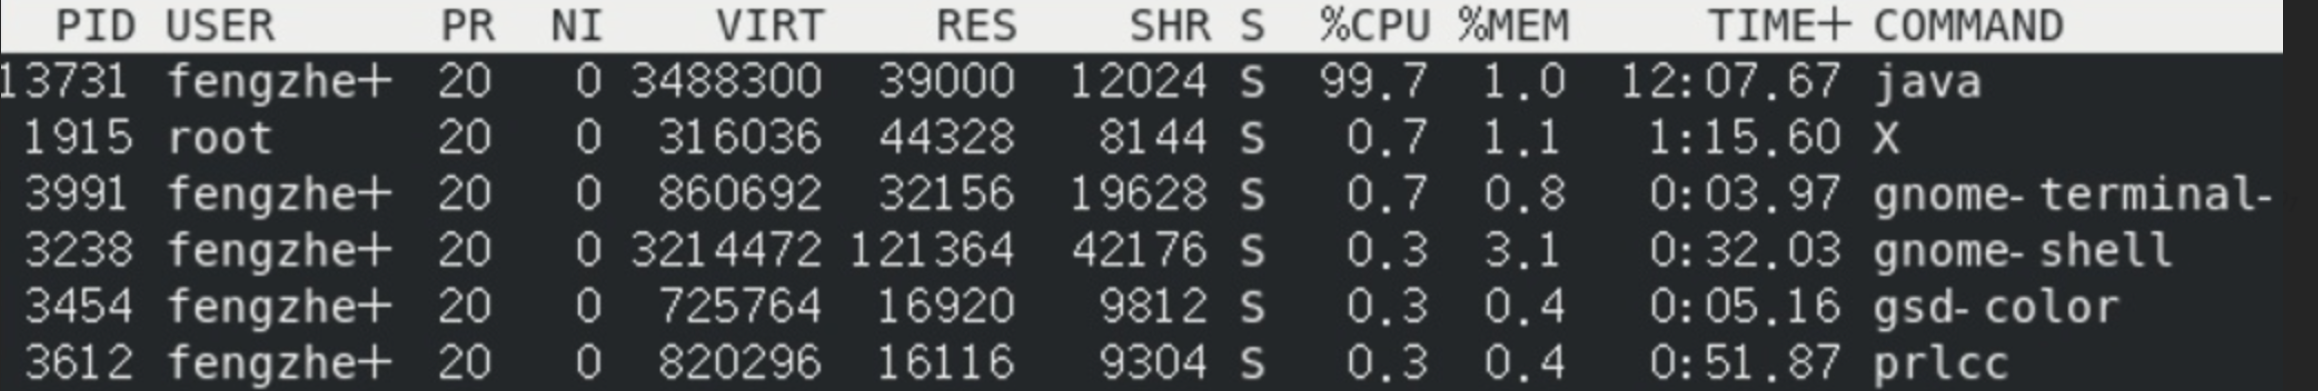 PID USER PR NI VIRT RES SHR S %CPU %MEM TIME+ COMMAND
13731 fengzhe+ 20 0 3488300 39000 12024 S 99.7 1.0 12:07.67 java
1915 root 20 0 316036 44328 8144 S 0.7 1.1 1:15.60 X
3991 fengzhe+ 20 0 860692 32156 19628 S 0.7 0.8 0:03.97 gnome-terminal-
3238 fengzhe+ 20 0 3214472 121364 42176 S 0.3 3.1 0:32.03 gnome-shell
3454 fengzhe+ 20 0 725764 16920 9812 S 0.3 0.4 0:05.16 gsd-color
3612 fengzhe+ 20 0 820296 16116 9304 S 0.3 0.4 0:51.87 prlcc